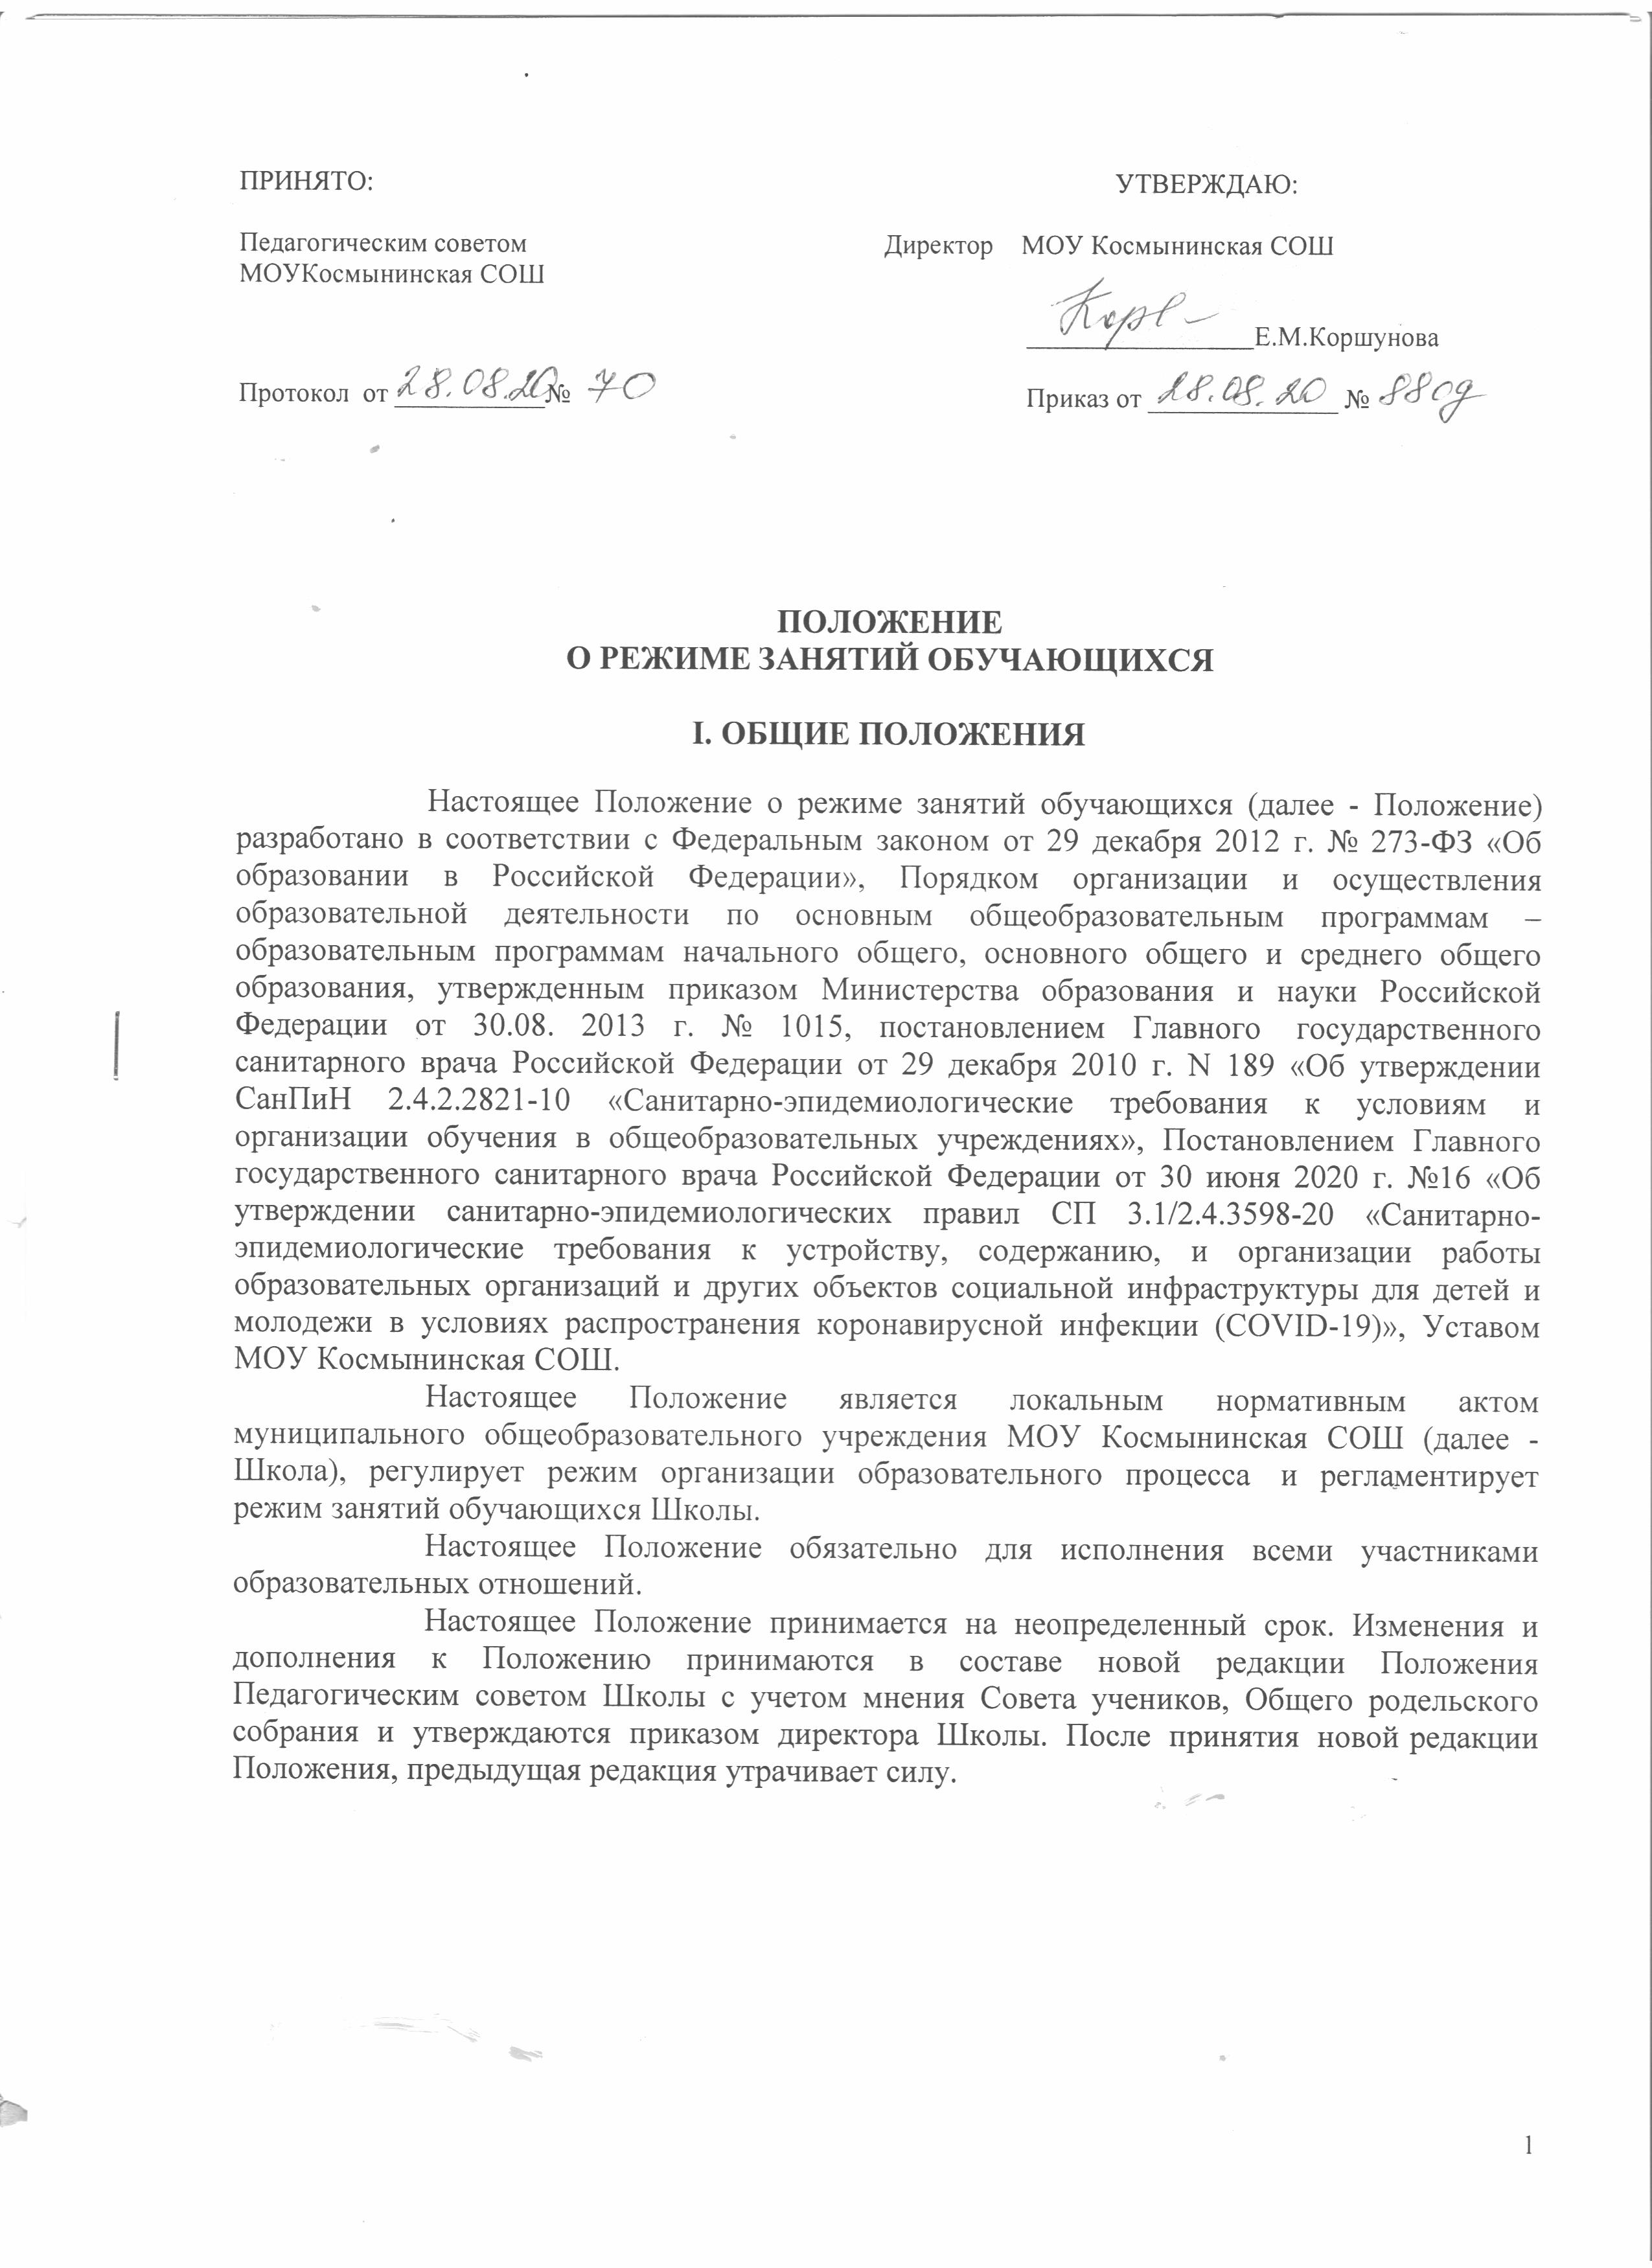 ПРИНЯТО:
УТВЕРЖДАЮ:
Педагогическим советом
МОУКосмынинская СОШ
Директор МОУ Космынинская СОШ
Е.М.Коршунова
Протокол от 28.08.20 № 70
Приказ от 28.08.20 № 88од
ПОЛОЖЕНИЕ
О РЕЖИМЕ ЗАНЯТИЙ ОБУЧАЮЩИХСЯ
I. ОБЩИЕ ПОЛОЖЕНИЯ
Настоящее Положение о режиме занятий обучающихся (далее - Положение)
разработано в соответствии с Федеральным законом от 29 декабря 2012 г. № 273-ФЗ «Об
образовании в Российской Федерации», Порядком организации и осуществления
образовательной деятельности по основным общеобразовательным программам –
образовательным программам начального общего, основного общего и среднего общего
образования, утвержденным приказом Министерства образования и науки Российской
Федерации от 30.08. 2013 г. № 1015, постановлением Главного государственного
санитарного врача Российской Федерации от 29 декабря 2010 г. N 189 «Об утверждении
СанПиН 2.4.2.2821-10 «Санитарно-эпидемиологические требования к условиям и
организации обучения в общеобразовательных учреждениях», Постановлением Главного
государственного санитарного врача Российской Федерации от 30 июня 2020 г. №16 «Об
утверждении санитарно-эпидемиологических правил СП 3.1/2.4.3598-20 «Санитарно-
эпидемиологические требования к устройству, содержанию, и организации работы
образовательных организаций и других объектов социальной инфраструктуры для детей и
молодежи в условиях распространения коронавирусной инфекции (COVID-19)», Уставом
МОУ Космынинская СОШ.
Настоящее Положение является локальным нормативным актом
муниципального общеобразовательного учреждения МОУ Космынинская СОШ (далее -
Школа), регулирует режим организации образовательного процесса и регламентирует
режим занятий обучающихся Школы.
Настоящее Положение обязательно для исполнения всеми участниками
образовательных отношений.
Настоящее Положение принимается на неопределенный срок. Изменения и
дополнения к Положению принимаются в составе новой редакции Положения
Педагогическим советом Школы с учетом мнения Совета учеников, Общего родельского
собрания и утверждаются приказом директора Школы. После принятия новой редакции
Положения, предыдущая редакция утрачивает силу.
1